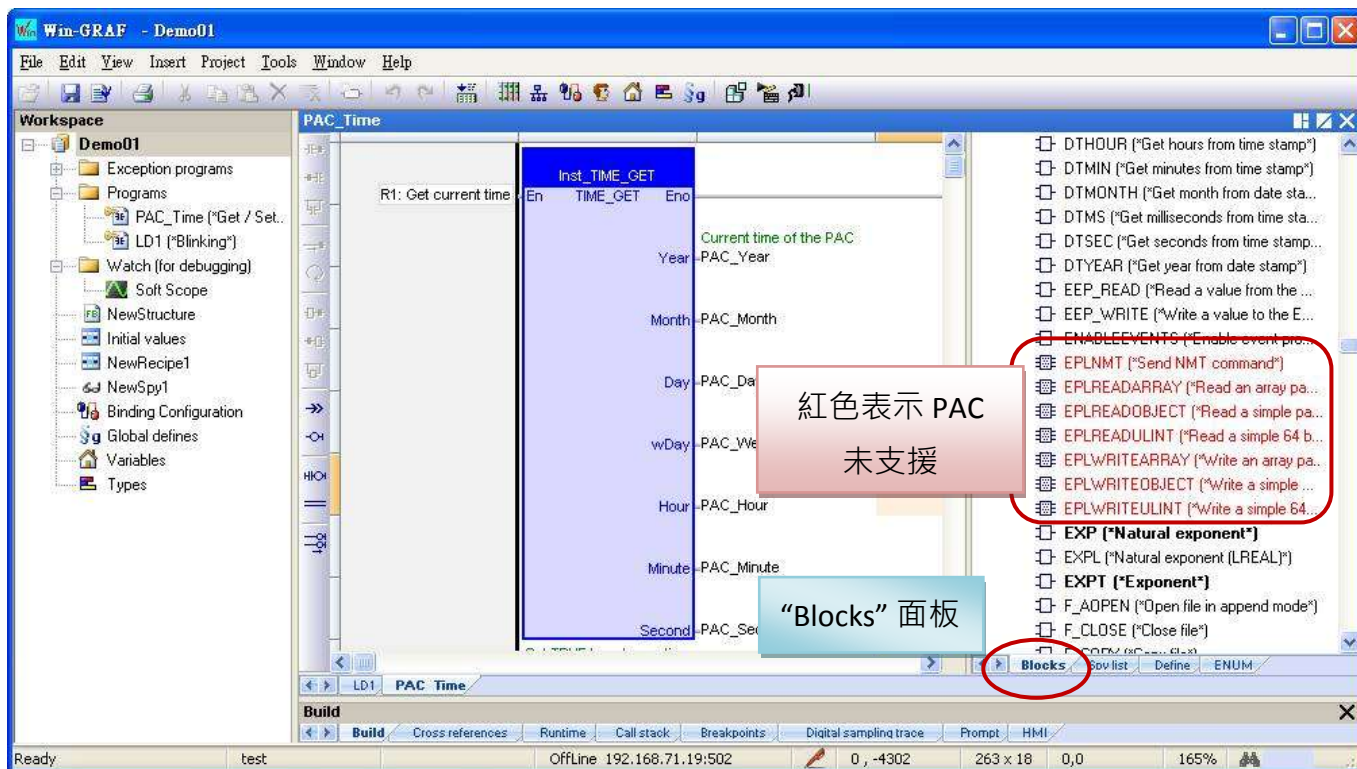 Win-GRAF - Demo01
File Edit View Insert Project Tools Window Help
Workspace
Demo01
Exception programs
Programs
PAC_Time ("Get / Set..
LD1 ("Blinking*)
Watch (for debugging)
Soft Scope
NewStructure
Initial values
NewRecipe1
NewSpy1
Binding Configuration
Global defines
Variables
Types
PAC_Time
R1: Get current time
Inst_TIME_GET
En TIME_GET Eno
Current time of the PAC
Year PAC_Year
Month PAC_Month
Day PAC_Da
wDay PAC_We
Hour PAC_Hour
Minute PAC_Minute
Second PAC_Sec
紅色表示 PAC
未支援
“Blocks” 面板
DTHOUR (*Get hours from time stamp*)
DTMIN (*Get minutes from time stamp*)
DTMONTH (*Get month from date sta...
DTMS (*Get milliseconds from time sta...
DTSEC (*Get seconds from time stamp...
DTYEAR (*Get year from date stamp*)
EEP_READ (*Read a value from the ...
EEP_WRITE (*Write a value to the E...
ENABLEEVENTS (*Enable event pro...
EPLNMT (*Send NMT command*)
EPLREADARRAY (*Read an array pa...
EPLREADOBJECT (*Read a simple pa...
EPLREADULINT (*Read a simple 64 b...
EPLWRITEARRAY (*Write an array pa..
EPLWRITEOBJECT (*Write a simple ...
EPLWRITEULINT (*Write a simple 64...
EXP (*Natural exponent*)
EXPL (*Natural exponent (LREAL)*)
EXPT (*Exponent*)
F_AOPEN (*Open file in append mode*)
F_CLOSE (*Close file*)
F_COPY (*Copy file*)
Blocks Spy list Define ENUM
LD1 PAC_Time
Build
Build Cross references Runtime Call stack Breakpoints Digital sampling trace Prompt HMI
Ready test OffLine 192.168.71.19:502 0 , -4302 263 x 18 0,0 165%